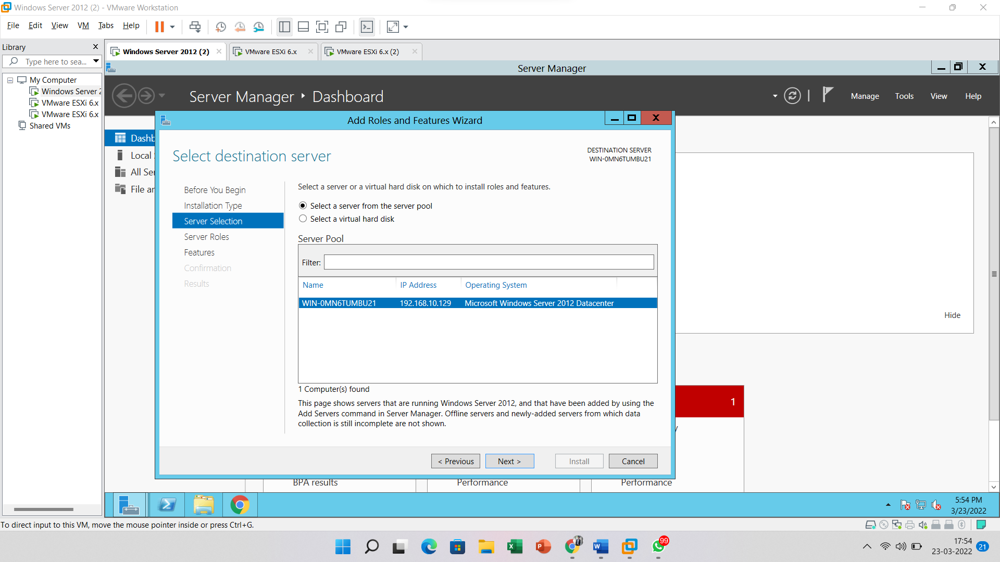 Windows Server 2012 (2) - VMware Workstation
File Edit View VM Tabs Help
Library
Type here to sea...
My Computer
Windows Server 2
VMware ESXi 6.x
VMware ESXi 6.x
Shared VMs
Windows Server 2012 (2)
VMware ESXi 6.x
VMware ESXi 6.x (2)
Server Manager
Server Manager
Dashboard
Manage Tools View Help
Dashb
Local
All Ser
File an
Add Roles and Features Wizard
Select destination server
DESTINATION SERVER
WIN-0MN6TUMBU21
Before You Begin
Installation Type
Server Selection
Server Roles
Features
Confirmation
Results
Select a server or a virtual hard disk on which to install roles and features.
Select a server from the server pool
Select a virtual hard disk
Server Pool
Filter:
Name IP Address Operating System
WIN-0MN6TUMBU21 192.168.10.129 Microsoft Windows Server 2012 Datacenter
1 Computer(s) found
This page shows servers that are running Windows Server 2012, and that have been added by using the
Add Servers command in Server Manager. Offline servers and newly-added servers from which data
collection is still incomplete are not shown.
< Previous Next > Install Cancel
Hide
1
BPA results
Performance
Performance
5:54 PM
3/23/2022
To direct input to this VM, move the mouse pointer inside or press Ctrl+G.
99
17:54
23-03-2022
21